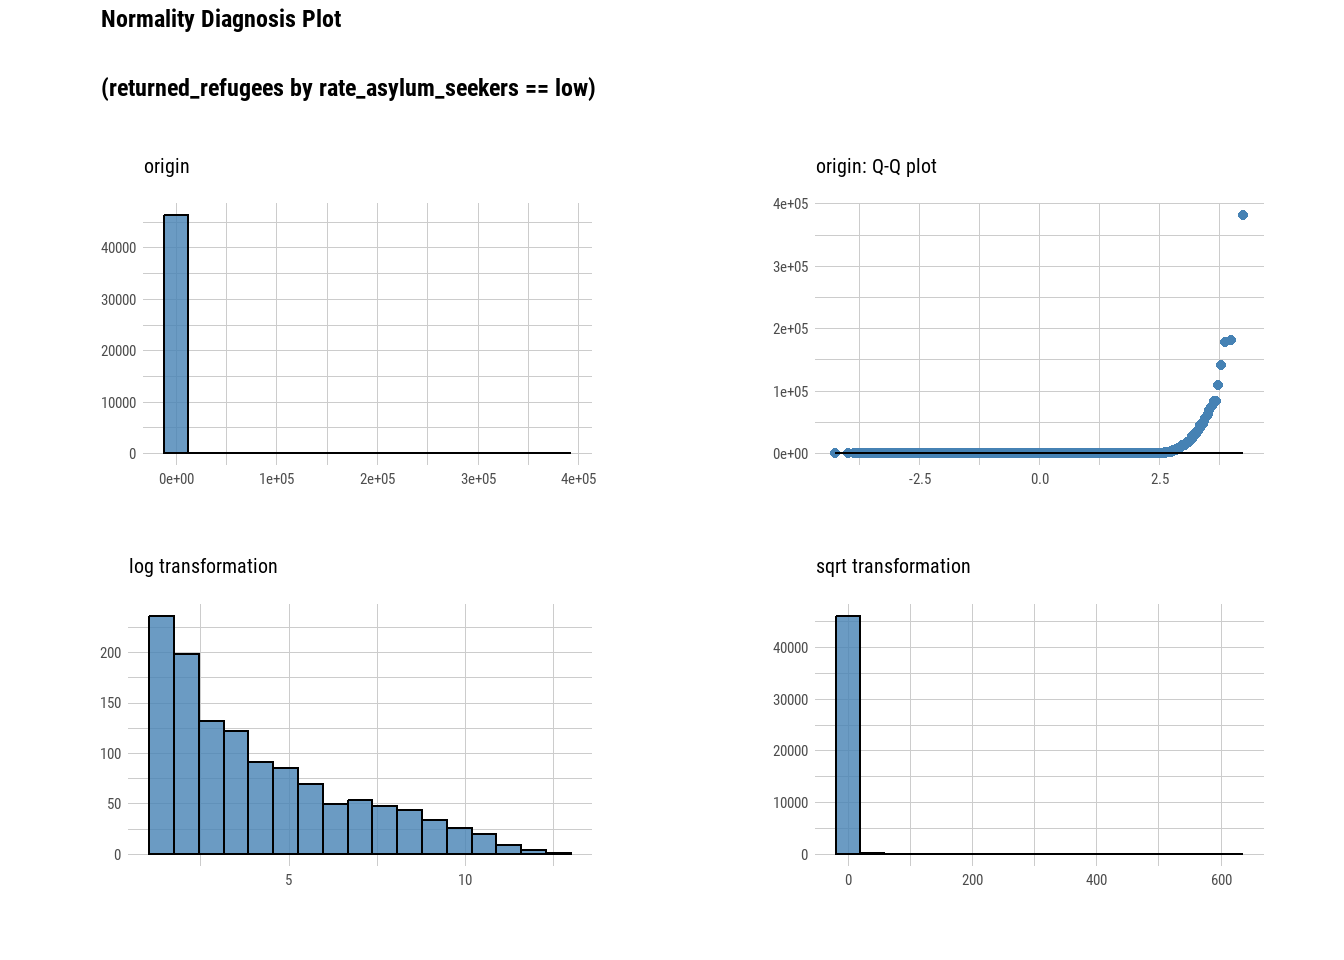 Normality Diagnosis Plot
(returned_refugees by rate_asylum_seekers == low)
origin
40000
30000
20000
10000
0
0e+00 1e+05 2e+05 3e+05 4e+05
origin: Q-Q plot
4e+05
3e+05
2e+05
1e+05
0e+00
-2.5 0.0 2.5
log transformation
200
150
100
50
0
5 10
sqrt transformation
40000
30000
20000
10000
0
0 200 400 600